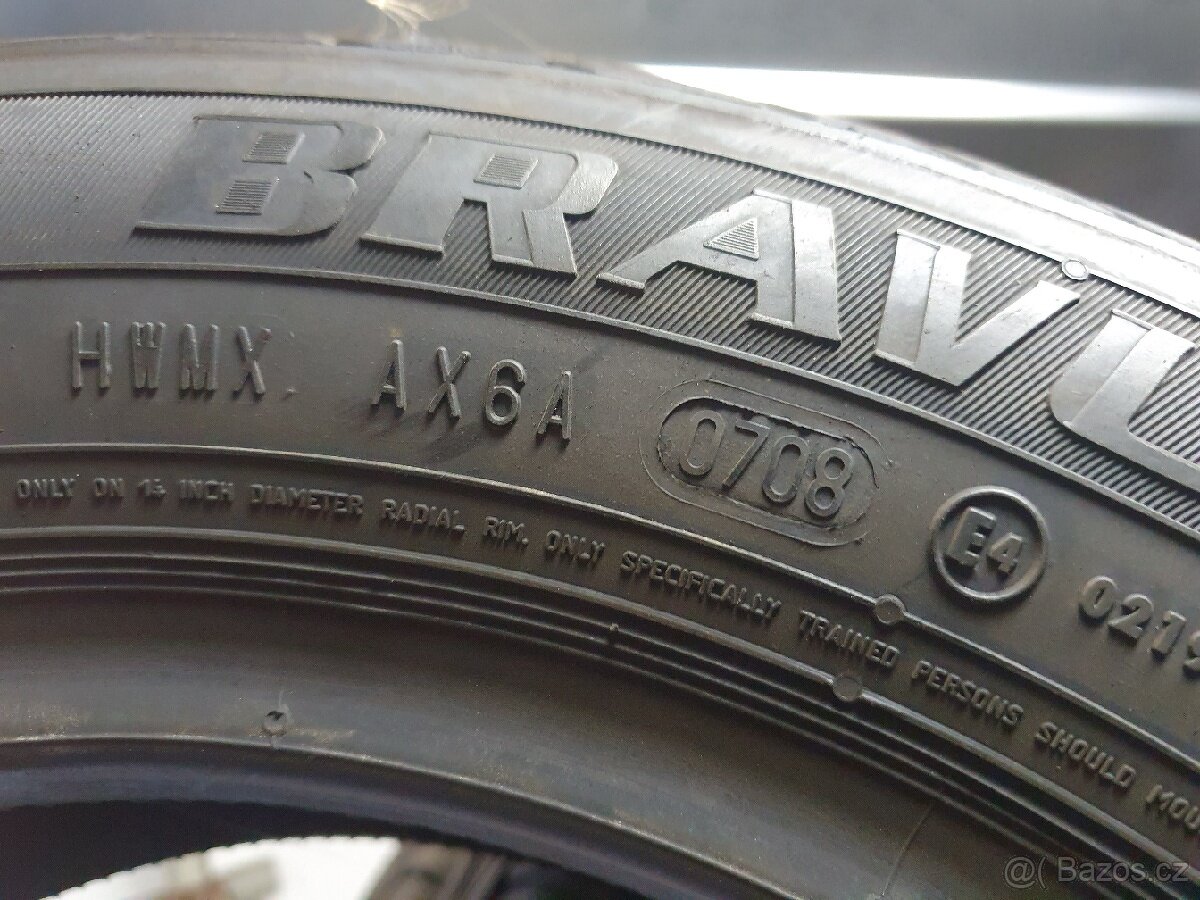 BRAVU
HWMX AX6A 0708 E4 0219
ONLY ON 14 INCH DIAMETER RADIAL RIM. ONLY SPECIFICALLY TRAINED PERSONS SHOULD MOU
@( Bazos.cz